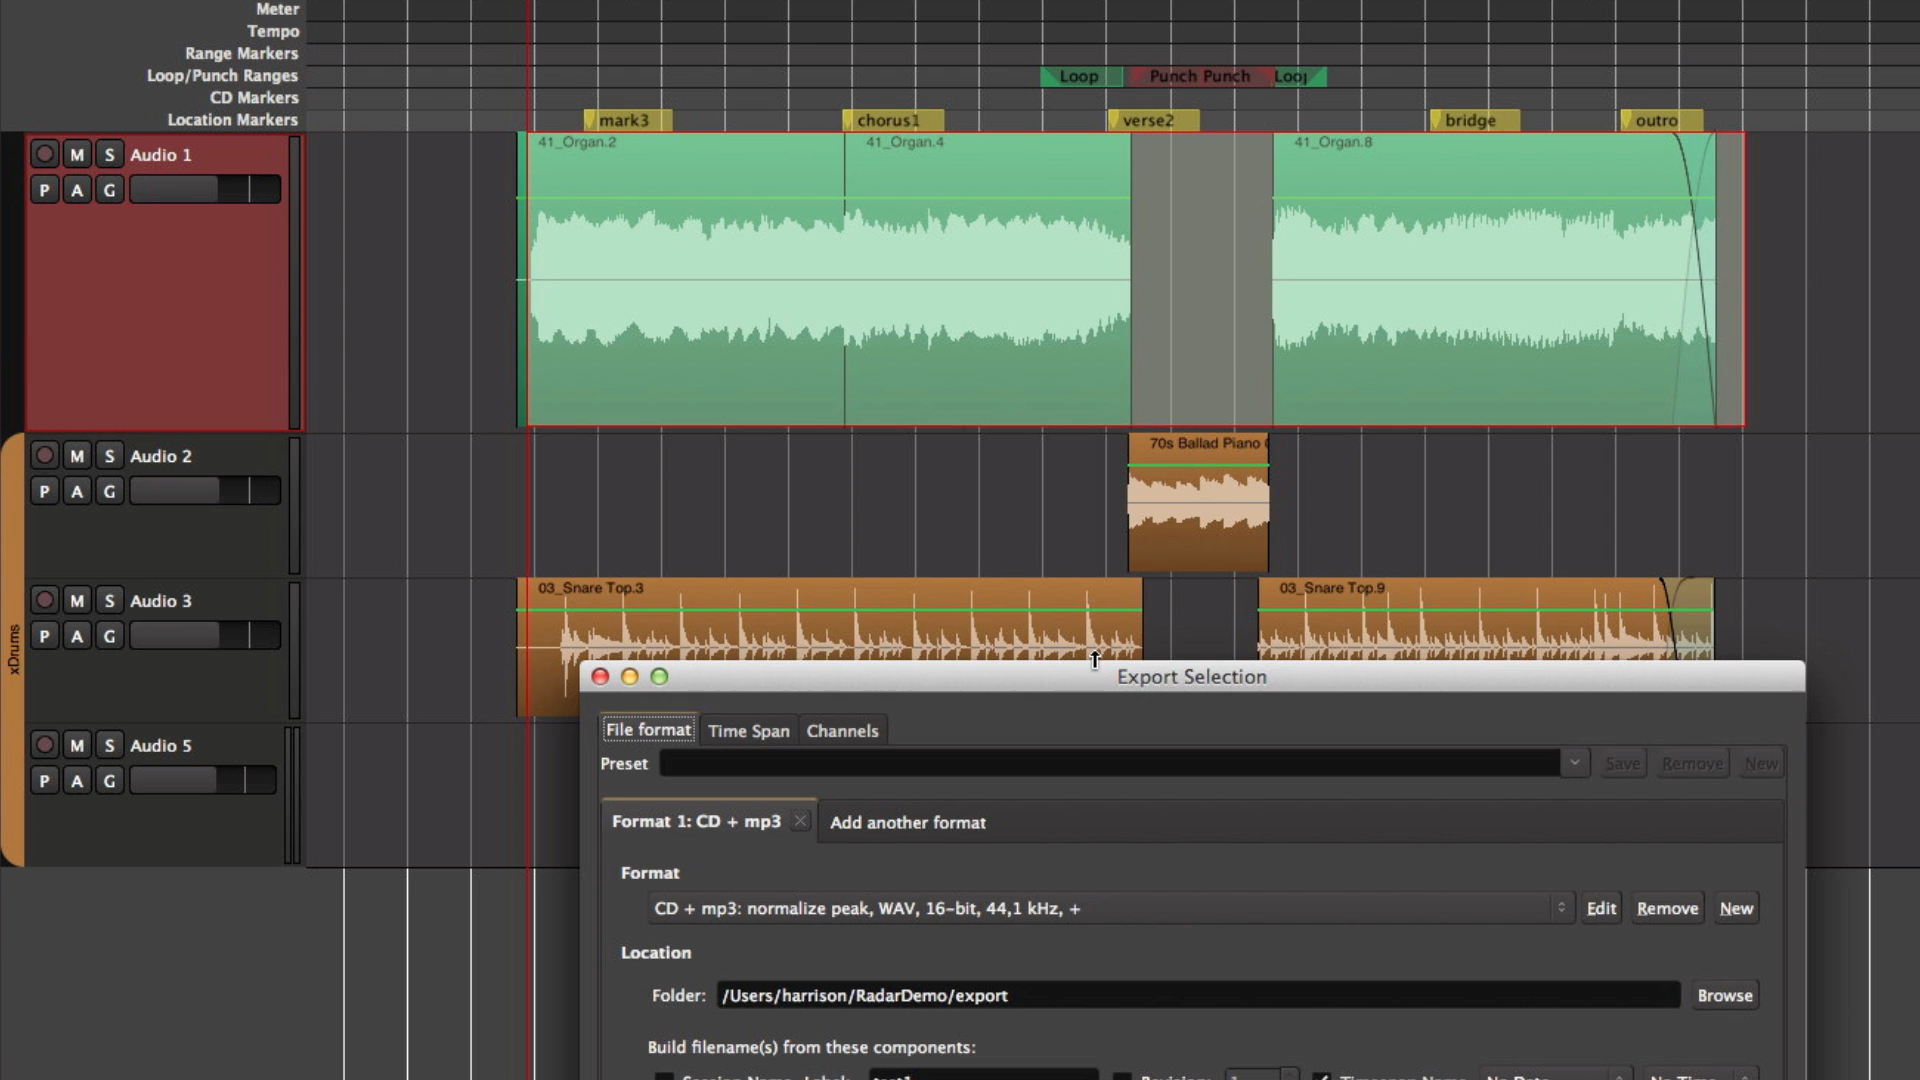 Meter
Tempo
Range Markers
Loop/Punch Ranges
Loop Punch Punch Loop
CD Markers
Location Markers
mark3 chorus1 verse2 bridge outro
M S Audio 1
P A G
41_Organ.2 41_Organ.4 41_Organ.8
M S Audio 2
P A G
70s Ballad Piano
M S Audio 3
P A G
03_Snare Top.3 03_Snare Top.9
xDrums
M S Audio 5
P A G
Export Selection
File format Time Span Channels
Preset Save Remove New
Format 1: CD + mp3 Add another format
Format
CD + mp3: normalize peak, WAV, 16-bit, 44,1 kHz, + Edit Remove New
Location
Folder: /Users/harrison/RadarDemo/export Browse
Build filename(s) from these components: